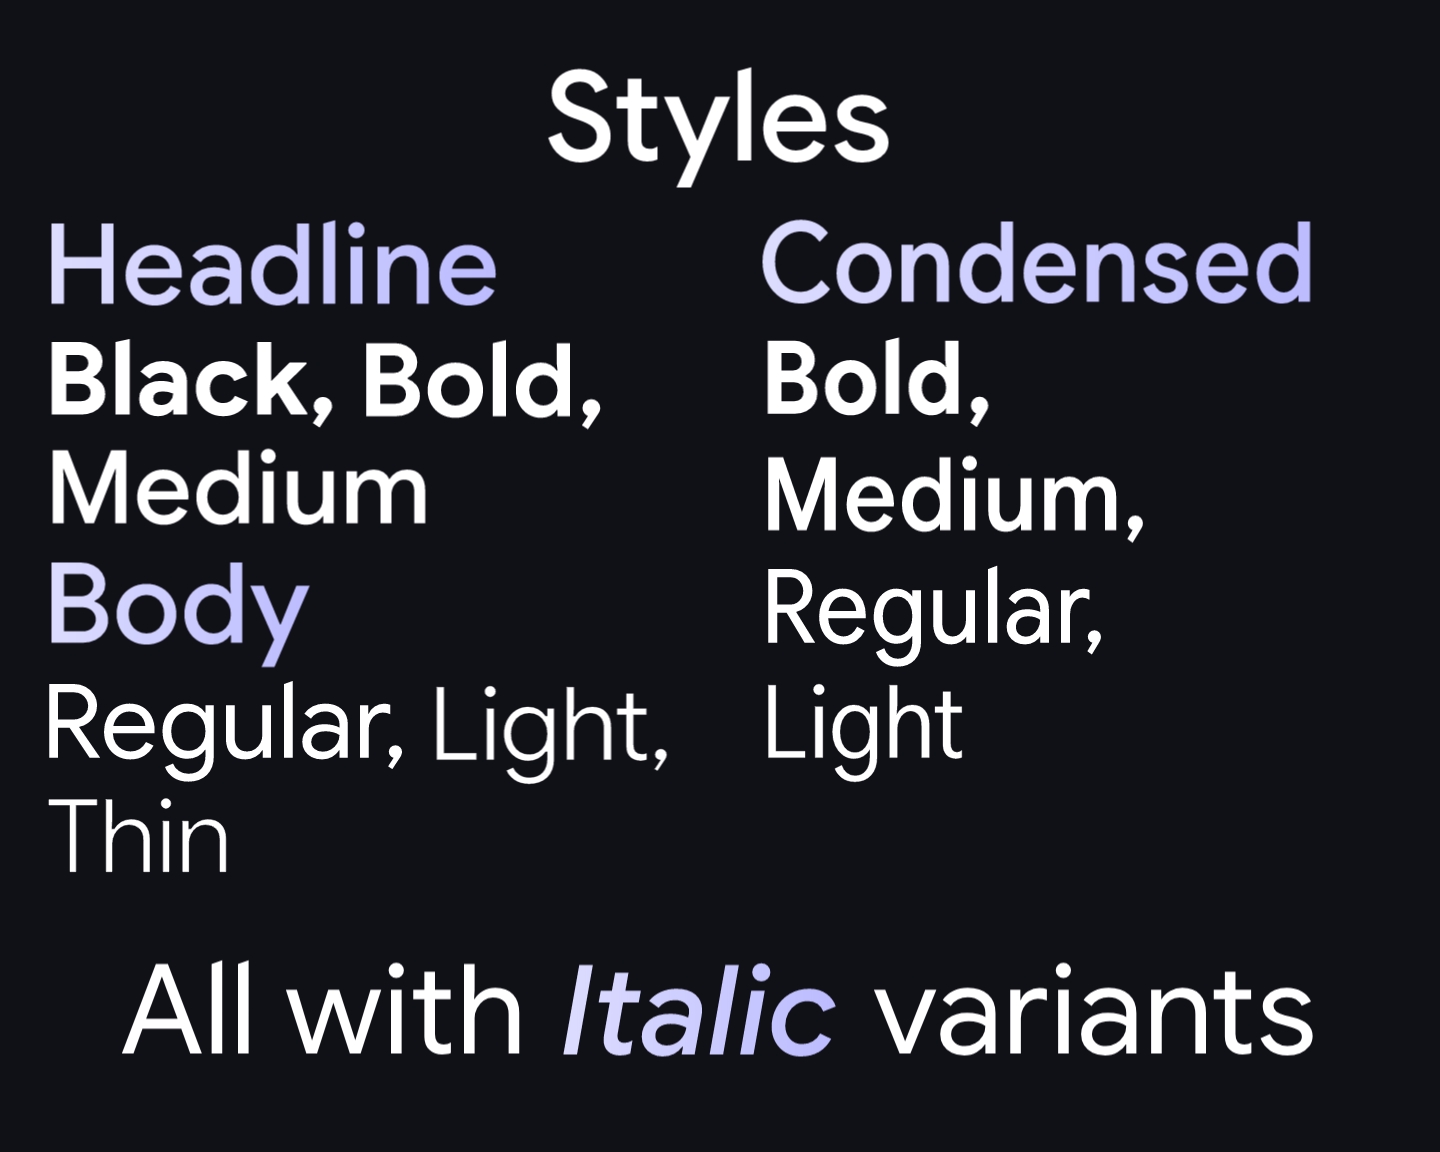 Styles
Headline
Black, Bold,
Medium
Body
Regular, Light,
Thin
Condensed
Bold,
Medium,
Regular,
Light
All with Italic variants